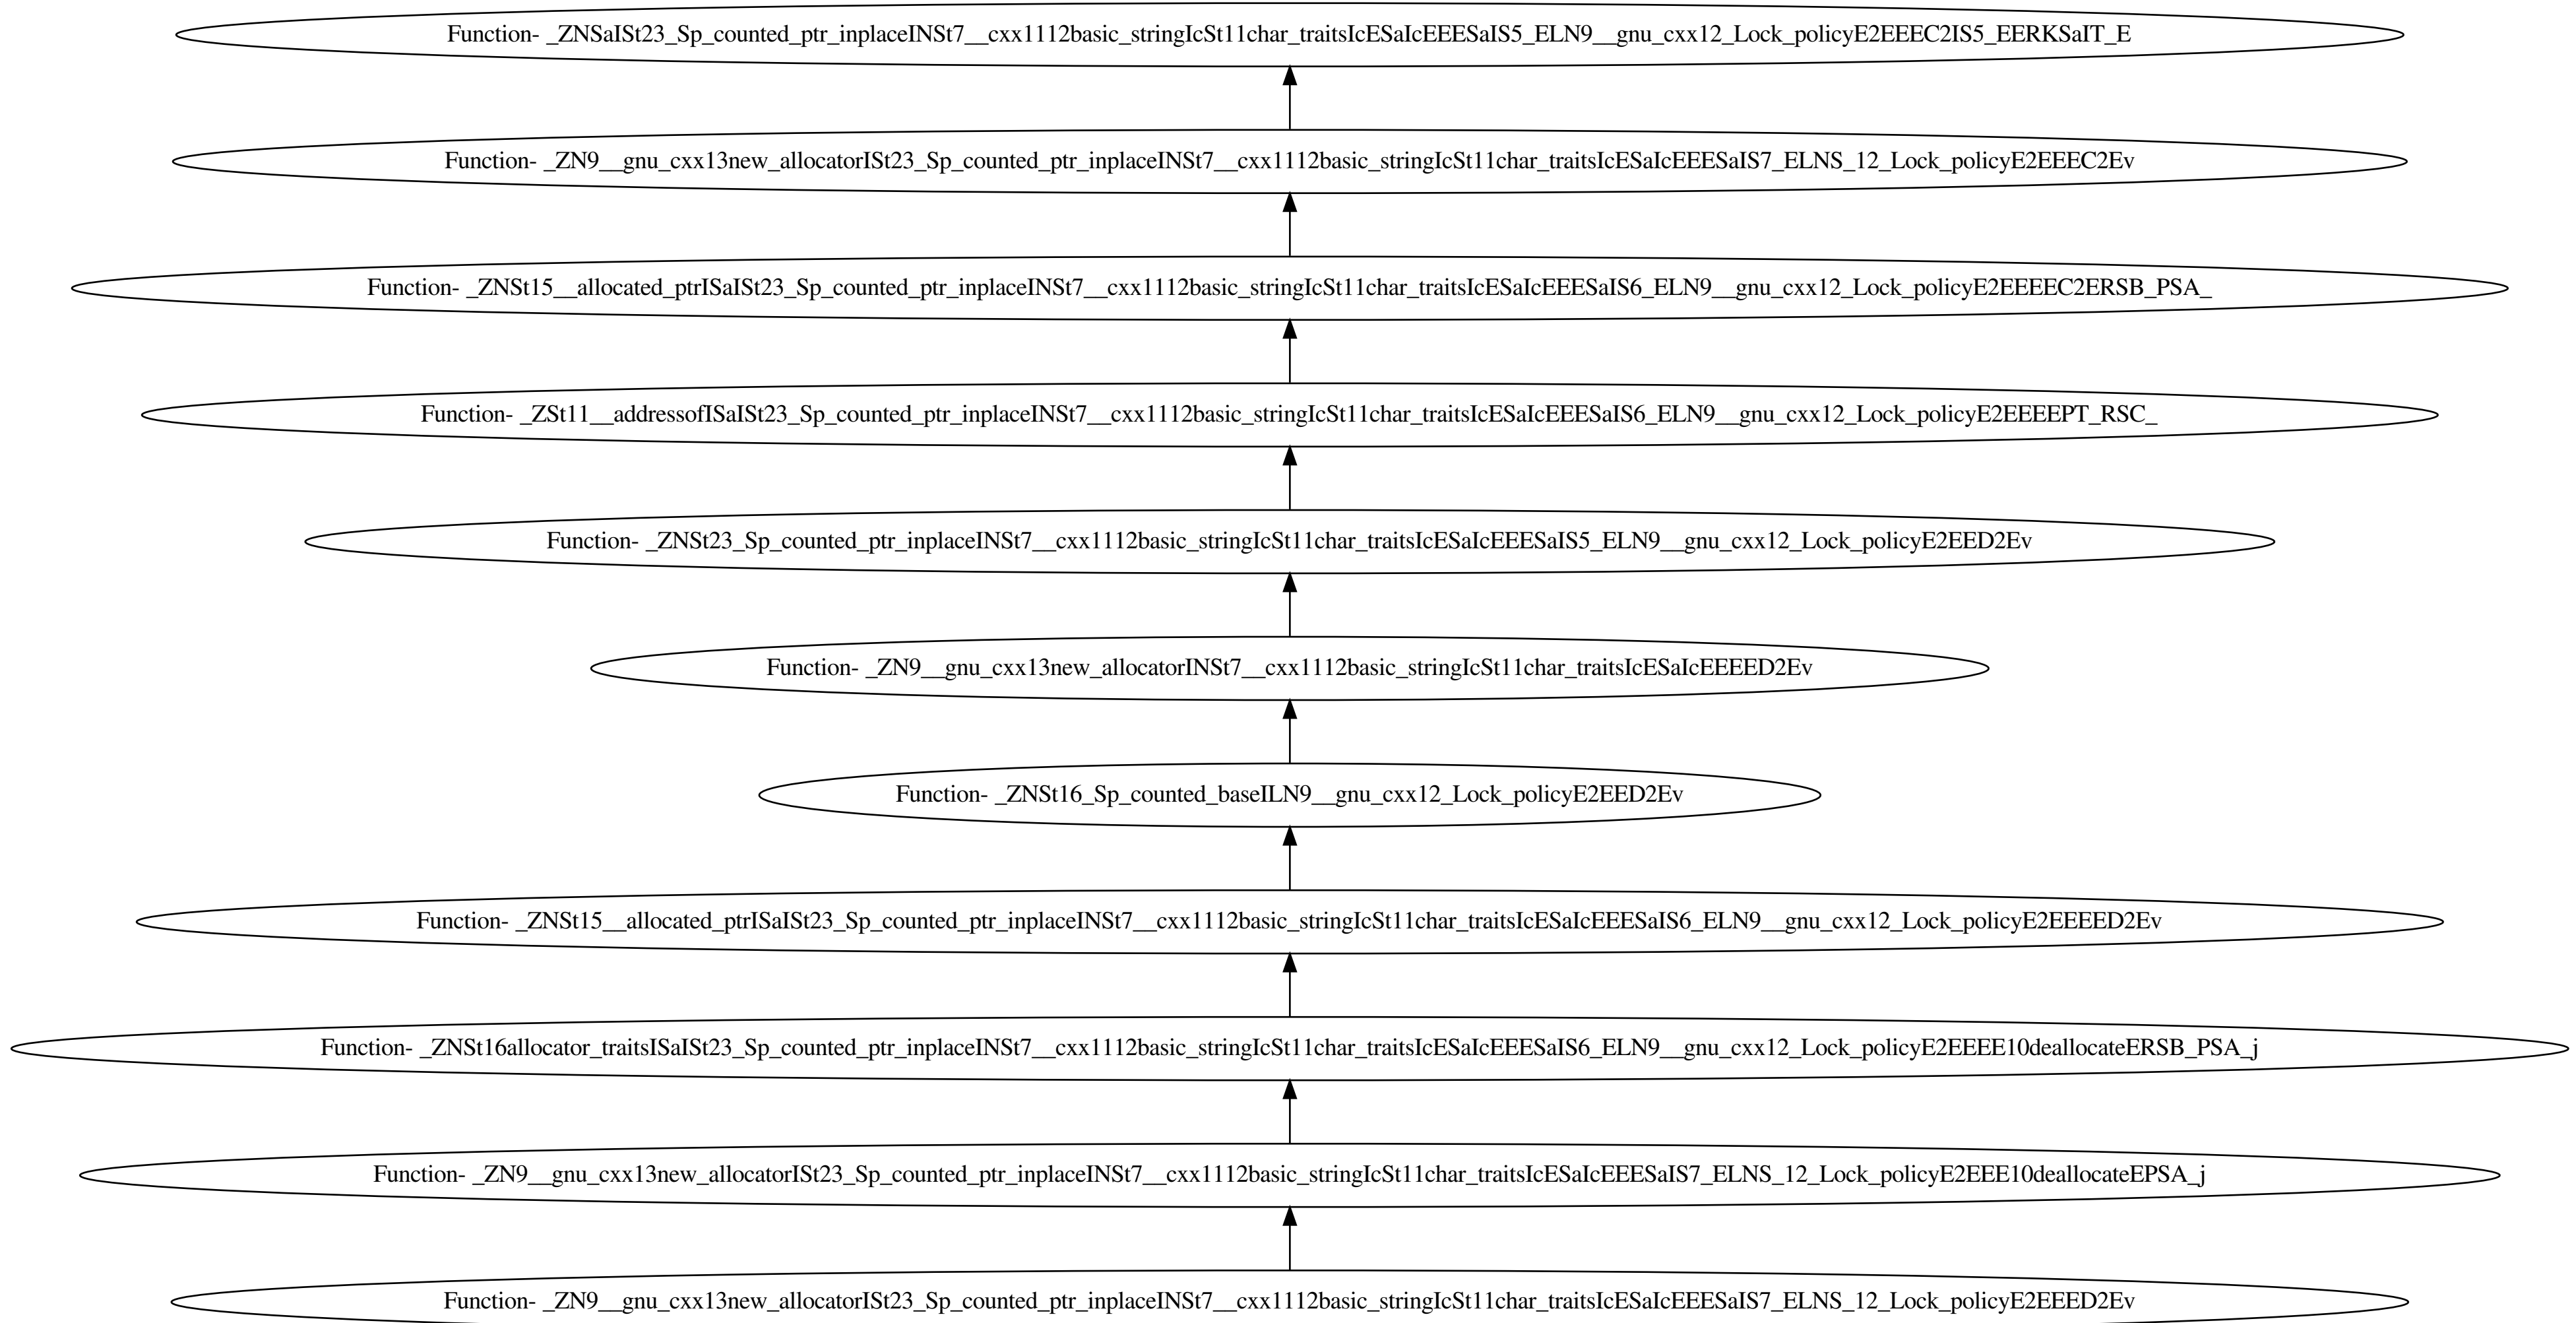 Function- _ZNSaISt23_Sp_counted_ptr_inplaceINSt7__cxx1112basic_stringIcSt11char_traitsIcESaIcEEESaIS5_ELN9__gnu_cxx12_Lock_policyE2EEEC2IS5_EERKSaIT_E
Function- _ZN9__gnu_cxx13new_allocatorISt23_Sp_counted_ptr_inplaceINSt7__cxx1112basic_stringIcSt11char_traitsIcESaIcEEESaIS7_ELNS_12_Lock_policyE2EEEC2Ev
Function- _ZNSt15__allocated_ptrISaISt23_Sp_counted_ptr_inplaceINSt7__cxx1112basic_stringIcSt11char_traitsIcESaIcEEESaIS6_ELN9__gnu_cxx12_Lock_policyE2EEEEC2ERSB_PSA_
Function- _ZSt11__addressofISaISt23_Sp_counted_ptr_inplaceINSt7__cxx1112basic_stringIcSt11char_traitsIcESaIcEEESaIS6_ELN9__gnu_cxx12_Lock_policyE2EEEEPT_RSC_
Function- _ZNSt23_Sp_counted_ptr_inplaceINSt7__cxx1112basic_stringIcSt11char_traitsIcESaIcEEESaIS5_ELN9__gnu_cxx12_Lock_policyE2EED2Ev
Function- _ZN9__gnu_cxx13new_allocatorINSt7__cxx1112basic_stringIcSt11char_traitsIcESaIcEEEED2Ev
Function- _ZNSt16_Sp_counted_baseILN9__gnu_cxx12_Lock_policyE2EED2Ev
Function- _ZNSt15__allocated_ptrISaISt23_Sp_counted_ptr_inplaceINSt7__cxx1112basic_stringIcSt11char_traitsIcESaIcEEESaIS6_ELN9__gnu_cxx12_Lock_policyE2EEEED2Ev
Function- _ZNSt16allocator_traitsISaISt23_Sp_counted_ptr_inplaceINSt7__cxx1112basic_stringIcSt11char_traitsIcESaIcEEESaIS6_ELN9__gnu_cxx12_Lock_policyE2EEEE10deallocateERSB_PSA_j
Function- _ZN9__gnu_cxx13new_allocatorISt23_Sp_counted_ptr_inplaceINSt7__cxx1112basic_stringIcSt11char_traitsIcESaIcEEESaIS7_ELNS_12_Lock_policyE2EEE10deallocateEPSA_j
Function- _ZN9__gnu_cxx13new_allocatorISt23_Sp_counted_ptr_inplaceINSt7__cxx1112basic_stringIcSt11char_traitsIcESaIcEEESaIS7_ELNS_12_Lock_policyE2EEED2Ev